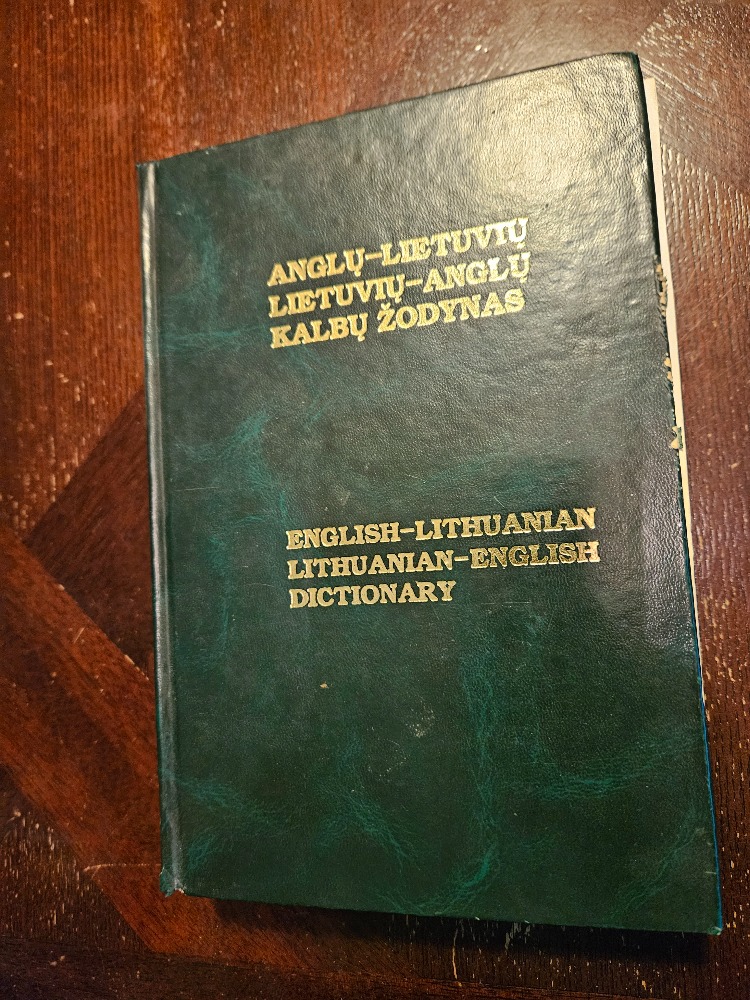 ANGLŲ–LIETUVIŲ
LIETUVIŲ–ANGLŲ
KALBŲ ŽODYNAS
ENGLISH–LITHUANIAN
LITHUANIAN–ENGLISH
DICTIONARY